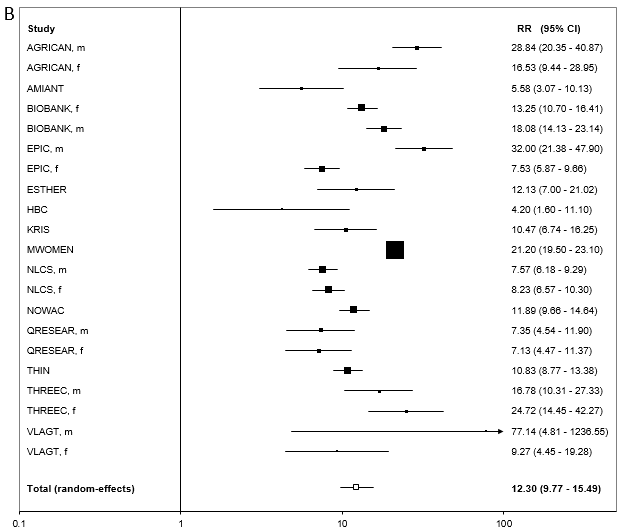 B
Study RR (95% CI)
AGRICAN, m 28.84 (20.35 - 40.87)
AGRICAN, f 16.53 (9.44 - 28.95)
AMIANT 5.58 (3.07 - 10.13)
BIOBANK, f 13.25 (10.70 - 16.41)
BIOBANK, m 18.08 (14.13 - 23.14)
EPIC, m 32.00 (21.38 - 47.90)
EPIC, f 7.53 (5.87 - 9.66)
ESTHER 12.13 (7.00 - 21.02)
HBC 4.20 (1.60 - 11.10)
KRIS 10.47 (6.74 - 16.25)
MWOMEN 21.20 (19.50 - 23.10)
NLCS, m 7.57 (6.18 - 9.29)
NLCS, f 8.23 (6.57 - 10.30)
NOWAC 11.89 (9.66 - 14.64)
QRESEAR, m 7.35 (4.54 - 11.90)
QRESEAR, f 7.13 (4.47 - 11.37)
THIN 10.83 (8.77 - 13.38)
THREEC, m 16.78 (10.31 - 27.33)
THREEC, f 24.72 (14.45 - 42.27)
VLAGT, m 77.14 (4.81 - 1236.55)
VLAGT, f 9.27 (4.45 - 19.28)
Total (random-effects) 12.30 (9.77 - 15.49)
0.1 1 10 100